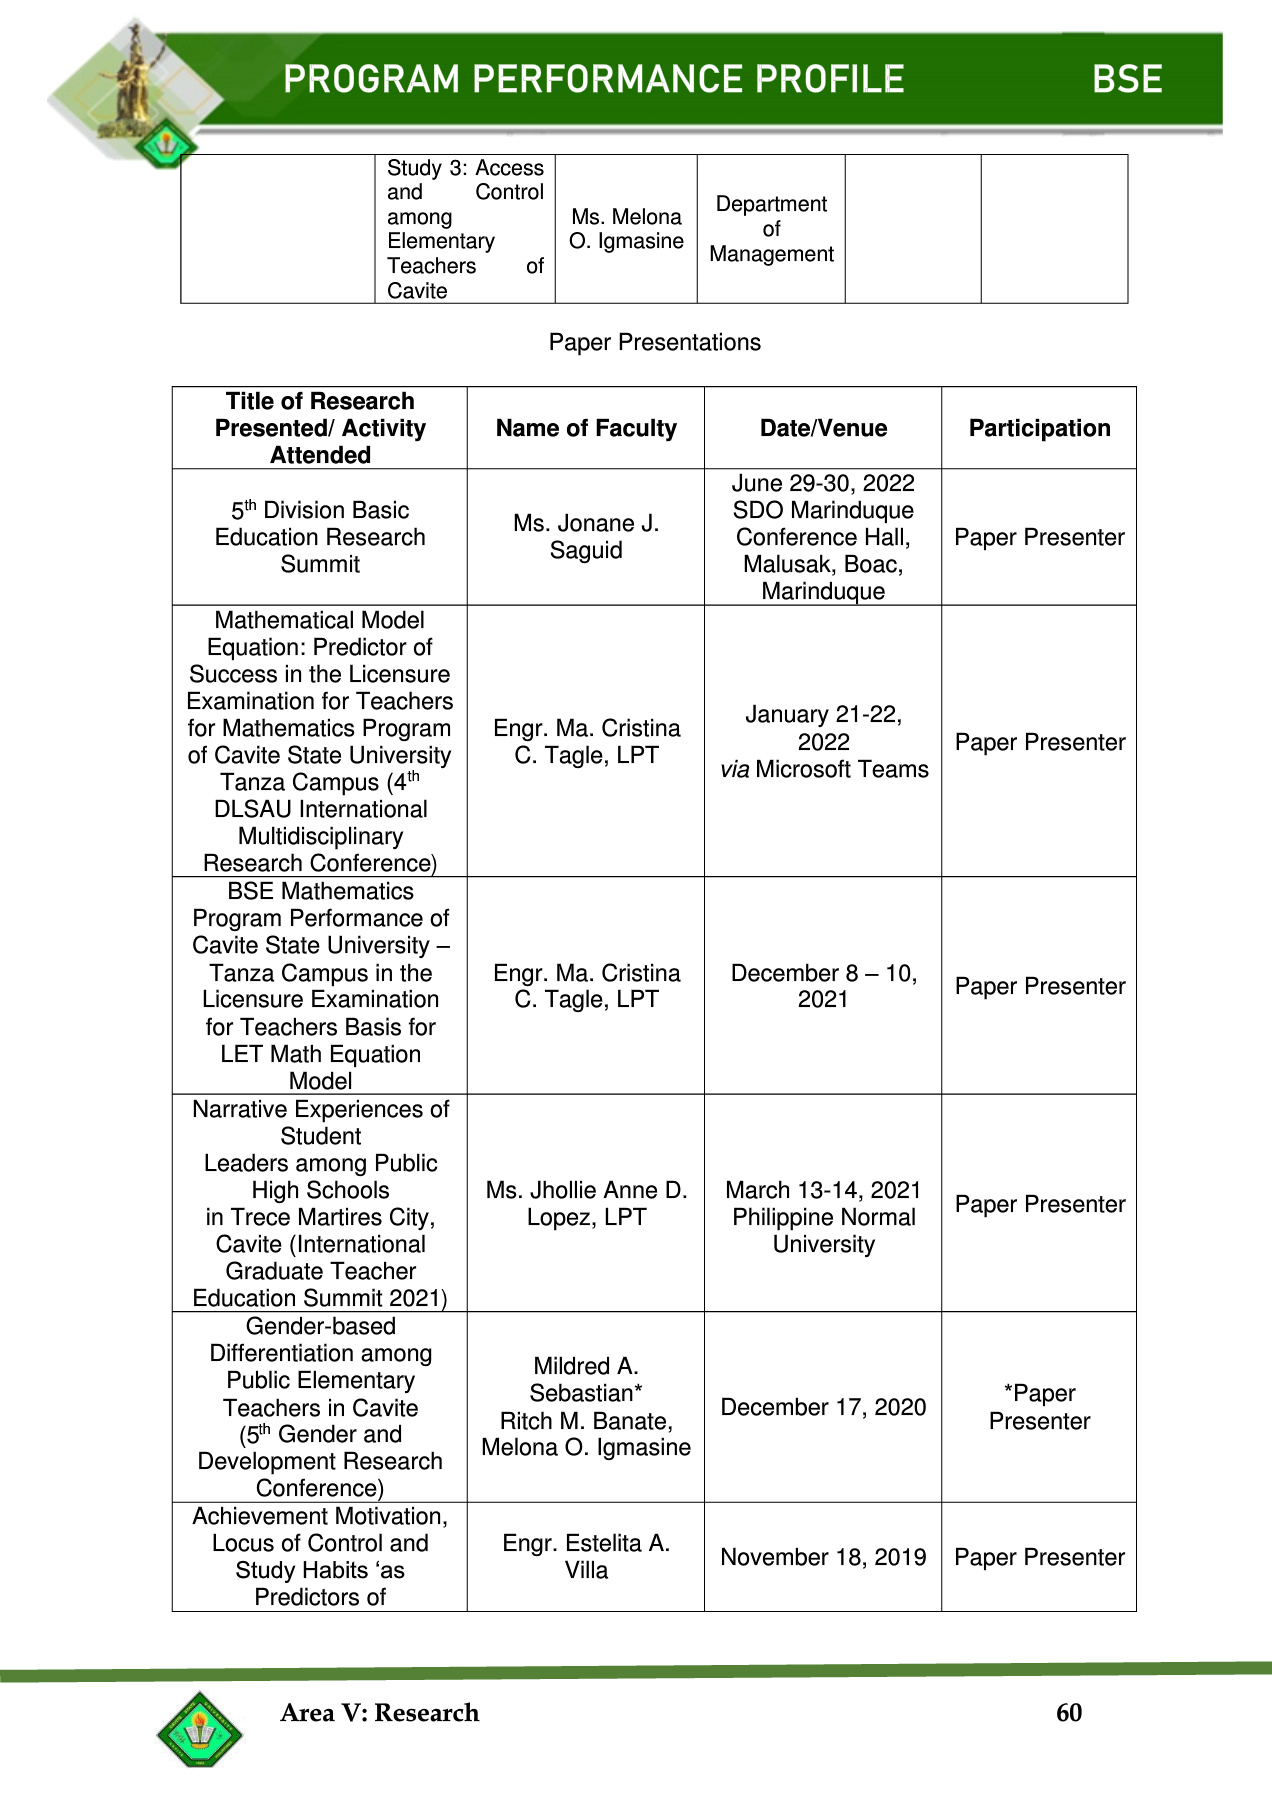 PROGRAM PERFORMANCE PROFILE BSE
Study 3: Access
and Control
among
Elementary
Teachers of
Cavite
Ms. Melona
O. Igmasine
Department
of
Management
Paper Presentations
Title of Research
Presented/ Activity
Attended
Name of Faculty
Date/Venue
Participation
5th Division Basic
Education Research
Summit
Ms. Jonane J.
Saguid
June 29-30, 2022
SDO Marinduque
Conference Hall,
Malusak, Boac,
Marinduque
Paper Presenter
Mathematical Model
Equation: Predictor of
Success in the Licensure
Examination for Teachers
for Mathematics Program
of Cavite State University
Tanza Campus (4th
DLSAU International
Multidisciplinary
Research Conference)
Engr. Ma. Cristina
C. Tagle, LPT
January 21-22,
2022
via Microsoft Teams
Paper Presenter
BSE Mathematics
Program Performance of
Cavite State University –
Tanza Campus in the
Licensure Examination
for Teachers Basis for
LET Math Equation
Model
Engr. Ma. Cristina
C. Tagle, LPT
December 8 – 10,
2021
Paper Presenter
Narrative Experiences of
Student
Leaders among Public
High Schools
in Trece Martires City,
Cavite (International
Graduate Teacher
Education Summit 2021)
Ms. Jhollie Anne D.
Lopez, LPT
March 13-14, 2021
Philippine Normal
University
Paper Presenter
Gender-based
Differentiation among
Public Elementary
Teachers in Cavite
(5th Gender and
Development Research
Conference)
Mildred A.
Sebastian*
Ritch M. Banate,
Melona O. Igmasine
December 17, 2020
*Paper
Presenter
Achievement Motivation,
Locus of Control and
Study Habits ‘as
Predictors of
Engr. Estelita A.
Villa
November 18, 2019
Paper Presenter
Area V: Research 60